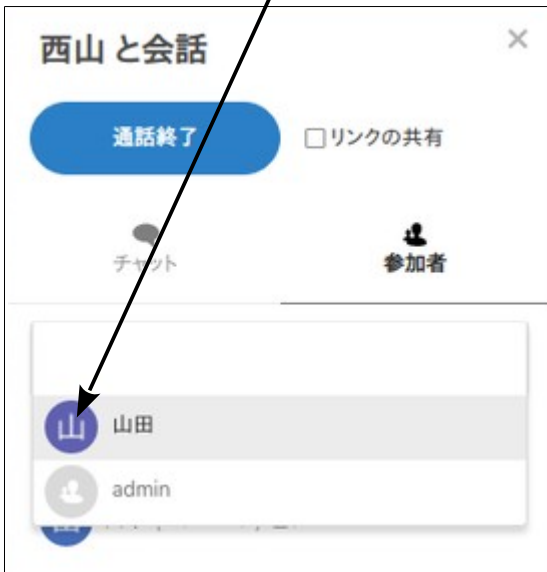 西山 と会話
通話終了
リンクの共有
チャット
参加者
山 山田
admin